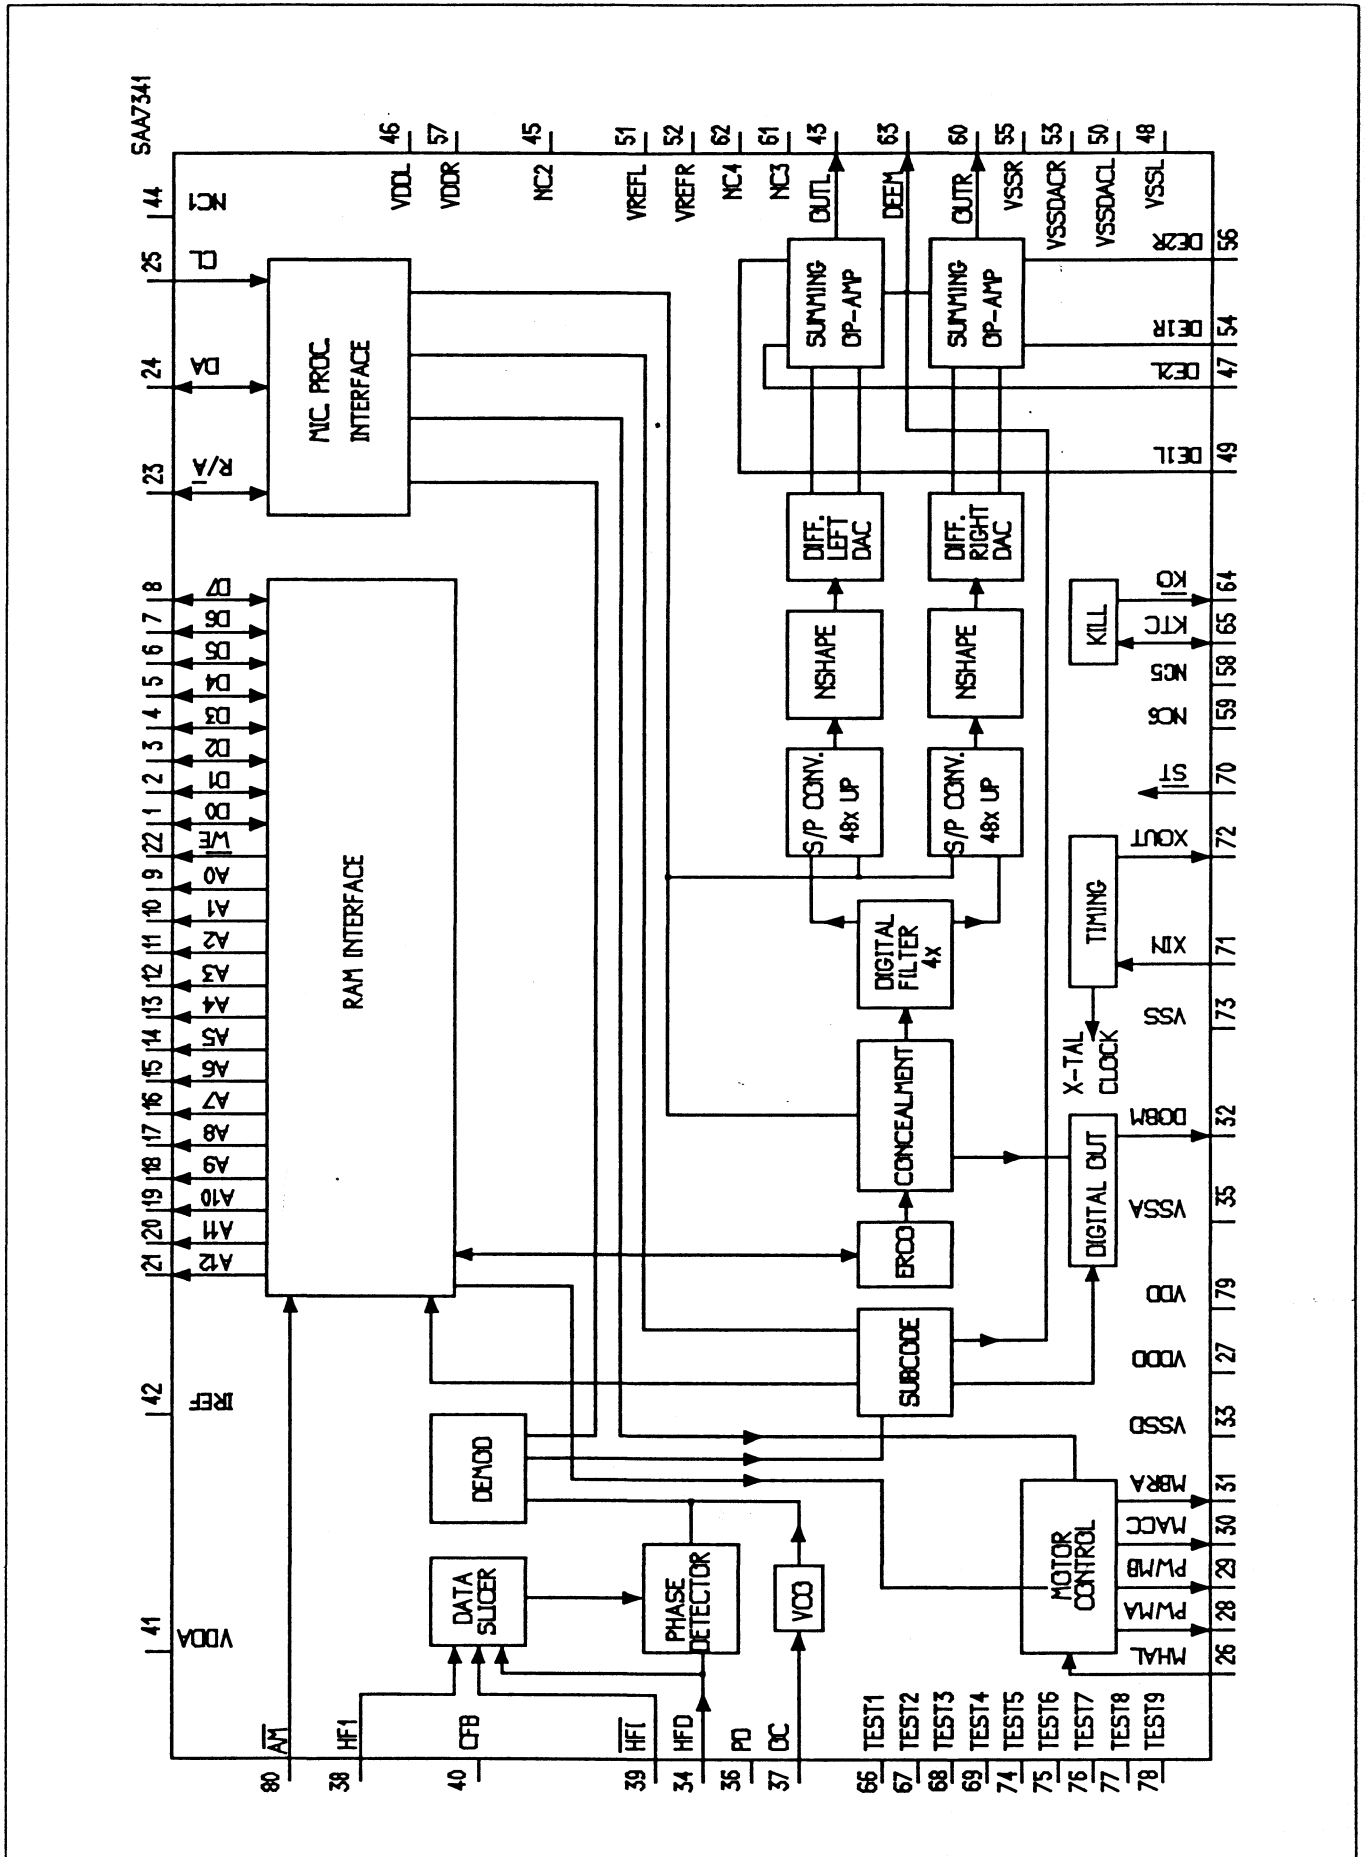 SAA7341
44
NC1
25
CL
24
DA
23
R/A
8
D7
7
D6
6
D5
5
D4
4
D3
3
D2
2
D1
1
D0
22
WE
9
A0
10
A1
11
A2
12
A3
13
A4
14
A5
15
A6
16
A7
17
A8
18
A9
19
A10
20
A11
21
A12
42
IREF
41
VDDA
46
VDDL
57
VDDR
45
NC2
51
VREFL
52
VREFR
62
NC4
61
NC3
43
OUTL
63
DEEM
60
OUTR
55
VSSR
53
VSSDACR
50
VSSDACL
48
VSSL
MIC. PROC.
INTERFACE
RAM INTERFACE
SUMMING
OP-AMP
SUMMING
OP-AMP
DIFF.
LEFT
DAC
DIFF.
RIGHT
DAC
NSHAPE
NSHAPE
S/P CONV.
48x UP
S/P CONV.
48x UP
DIGITAL
FILTER
4X
CONCEALMENT
ERCO
SUBCODE
DEMOD
DATA
SLICER
PHASE
DETECTOR
VCO
KILL
TIMING
X-TAL
CLOCK
DIGITAL OUT
MOTOR
CONTROL
DE2R
56
DE1R
54
DE2L
47
DE1L
49
KO
64
KTC
65
NC5
58
NC6
59
ST
70
XOUT
72
XIN
71
VSS
73
DOBM
32
VSSA
35
VDD
79
VDDD
27
VSSD
33
MBRA
31
MACC
30
PWMB
29
PWMA
28
MHAL
26
80
AM
38
HF1
40
CFB
39
HFI
34
HFD
36
PD
37
OC
66
TEST1
67
TEST2
68
TEST3
69
TEST4
74
TEST5
75
TEST6
76
TEST7
77
TEST8
78
TEST9